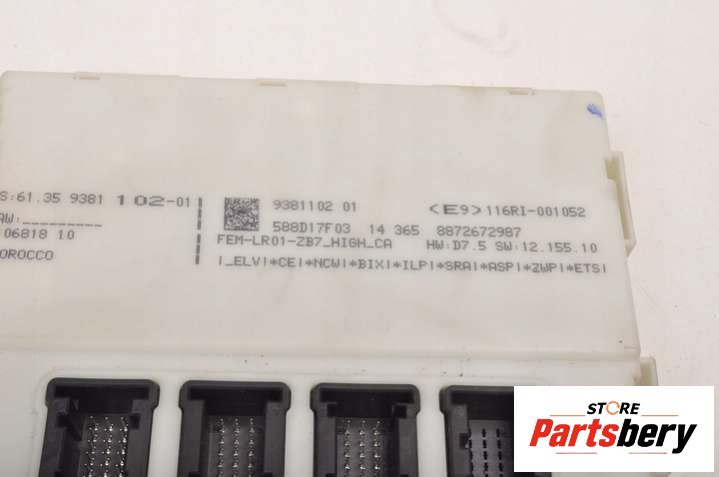 S:61.35 9381 102-01
AW:_________
06818 10
OROCCO
9381102 01
588D17F03 14 365
FEM-LR01-ZB7_HIGH_CA
<E9>116RI-001052
8872672987
HW:D7.5 SW:12.155.10
|_ELV|*CE|*NCW|*BIX|*ILP|*SRA|*ASP|*ZWP|*ETS|
STORE
Partsbery